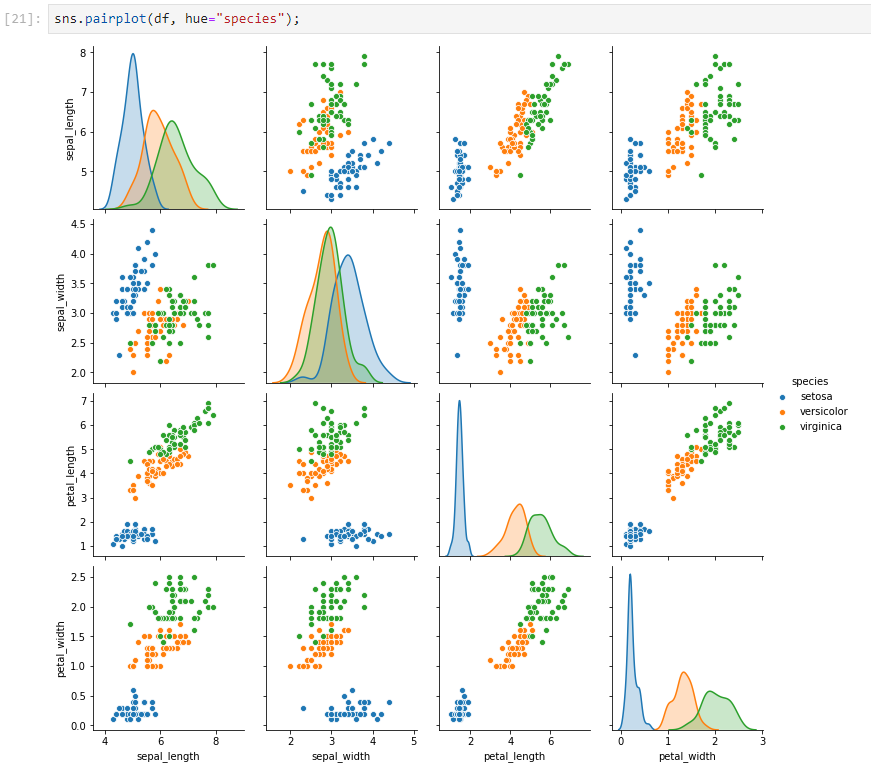 [21]: sns.pairplot(df, hue="species");
8
7
6
5
sepal_length
4.5
4.0
3.5
3.0
2.5
2.0
sepal_width
species
setosa
versicolor
virginica
7
6
5
4
3
2
1
petal_length
2.5
2.0
1.5
1.0
0.5
0.0
petal_width
4 6 8 2 3 4 5 2 4 6 0 1 2 3
sepal_length sepal_width petal_length petal_width